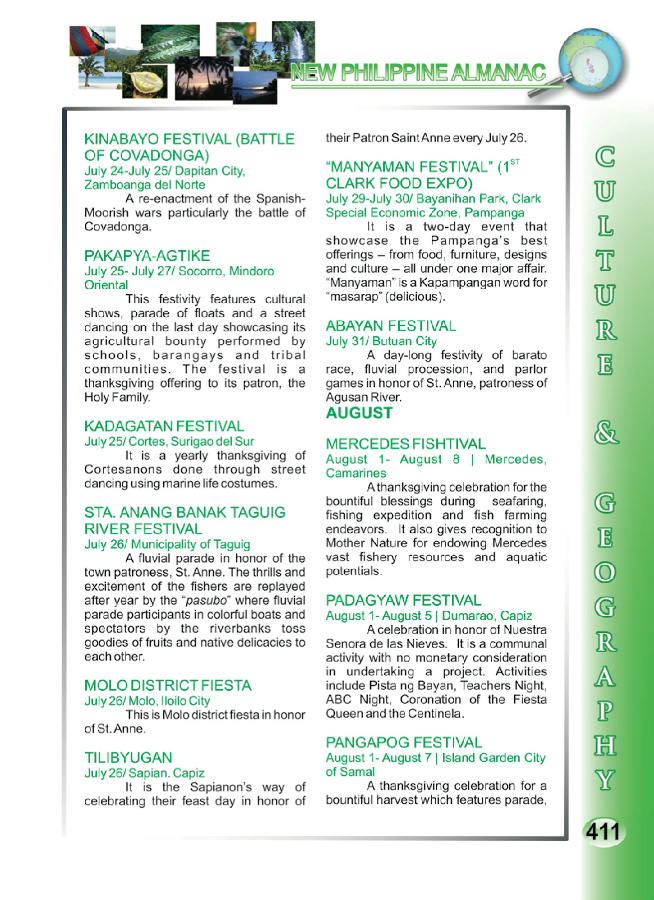 NEW PHILIPPINE ALMANAC
KINABAYO FESTIVAL (BATTLE
OF COVADONGA)
July 24-July 25/ Dapitan City,
Zamboanga del Norte
A re-enactment of the Spanish-
Moorish wars particularly the battle of
Covadonga.
PAKAPYA-AGTIKE
July 25- July 27/ Socorro, Mindoro
Oriental
This festivity features cultural
shows, parade of floats and a street
dancing on the last day showcasing its
agricultural bounty performed by
schools, barangays and tribal
communities. The festival is a
thanksgiving offering to its patron, the
Holy Family.
KADAGATAN FESTIVAL
July 25/ Cortes, Surigao del Sur
It is a yearly thanksgiving of
Cortesanons done through street
dancing using marine life costumes.
STA. ANANG BANAK TAGUIG
RIVER FESTIVAL
July 26/ Municipality of Taguig
A fluvial parade in honor of the
town patroness, St. Anne. The thrills and
excitement of the fishers are replayed
after year by the “pasubo” where fluvial
parade participants in colorful boats and
spectators by the riverbanks toss
goodies of fruits and native delicacies to
each other.
MOLO DISTRICT FIESTA
July 26/ Molo, Iloilo City
This is Molo district fiesta in honor
of St. Anne.
TILIBYUGAN
July 26/ Sapian. Capiz
It is the Sapianon's way of
celebrating their feast day in honor of
their Patron Saint Anne every July 26.
“MANYAMAN FESTIVAL” (1ST
CLARK FOOD EXPO)
July 29-July 30/ Bayanihan Park, Clark
Special Economic Zone, Pampanga
It is a two-day event that
showcase the Pampanga’s best
offerings – from food, furniture, designs
and culture – all under one major affair.
“Manyaman” is a Kapampangan word for
“masarap” (delicious).
ABAYAN FESTIVAL
July 31/ Butuan City
A day-long festivity of barato
race, fluvial procession, and parlor
games in honor of St. Anne, patroness of
Agusan River.
AUGUST
MERCEDES FISHTIVAL
August 1- August 8 | Mercedes,
Camarines
A thanksgiving celebration for the
bountiful blessings during seafaring,
fishing expedition and fish farming
endeavors. It also gives recognition to
Mother Nature for endowing Mercedes
vast fishery resources and aquatic
potentials.
PADAGYAW FESTIVAL
August 1- August 5 | Dumarao, Capiz
A celebration in honor of Nuestra
Senora de las Nieves. It is a communal
activity with no monetary consideration
in undertaking a project. Activities
include Pista ng Bayan, Teachers Night,
ABC Night, Coronation of the Fiesta
Queen and the Centinela.
PANGAPOG FESTIVAL
August 1- August 7 | Island Garden City
of Samal
A thanksgiving celebration for a
bountiful harvest which features parade,
CULTURE & GEOGRAPHY
411